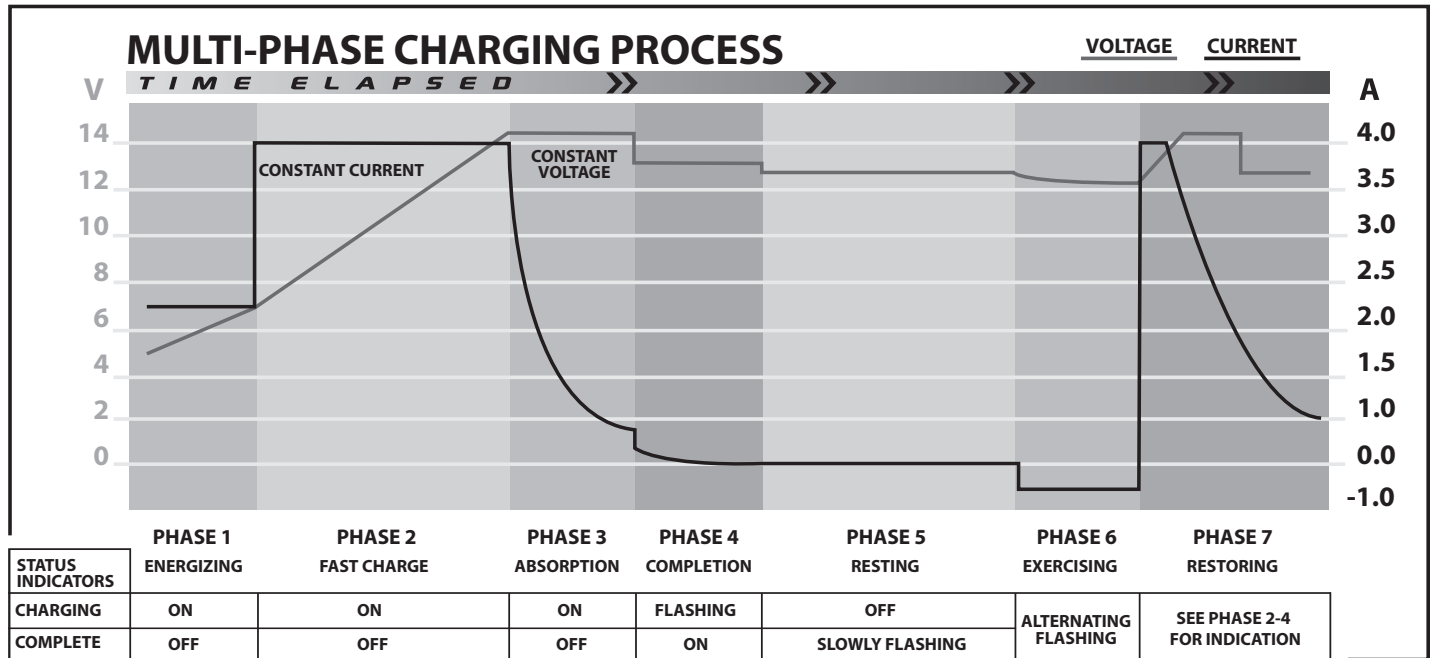 MULTI-PHASE CHARGING PROCESS
VOLTAGE CURRENT
TIME ELAPSED
V
A
14
12
10
8
6
4
2
0
4.0
3.5
3.0
2.5
2.0
1.5
1.0
0.0
-1.0
CONSTANT CURRENT
CONSTANT
VOLTAGE
PHASE 1 PHASE 2 PHASE 3 PHASE 4 PHASE 5 PHASE 6 PHASE 7
STATUS
INDICATORS
ENERGIZING FAST CHARGE ABSORPTION COMPLETION RESTING EXERCISING RESTORING
CHARGING ON ON ON FLASHING OFF
COMPLETE OFF OFF OFF ON SLOWLY FLASHING
ALTERNATING
FLASHING
SEE PHASE 2-4
FOR INDICATION